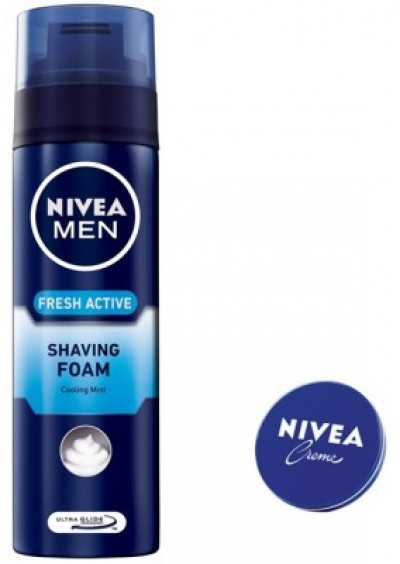 NIVEA
MEN
FRESH ACTIVE
SHAVING
FOAM
Cooling Mint
ULTRA GLIDE
NIVEA
Creme